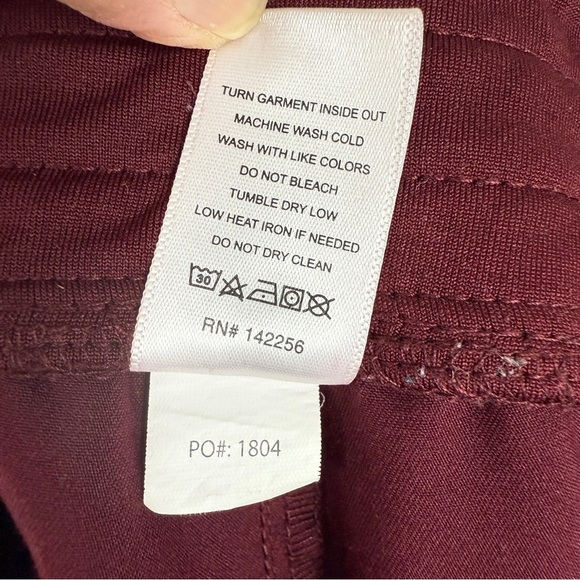 TURN GARMENT INSIDE OUT
MACHINE WASH COLD
WASH WITH LIKE COLORS
DO NOT BLEACH
TUMBLE DRY LOW
LOW HEAT IRON IF NEEDED
DO NOT DRY CLEAN
30
RN# 142256
PO#: 1804